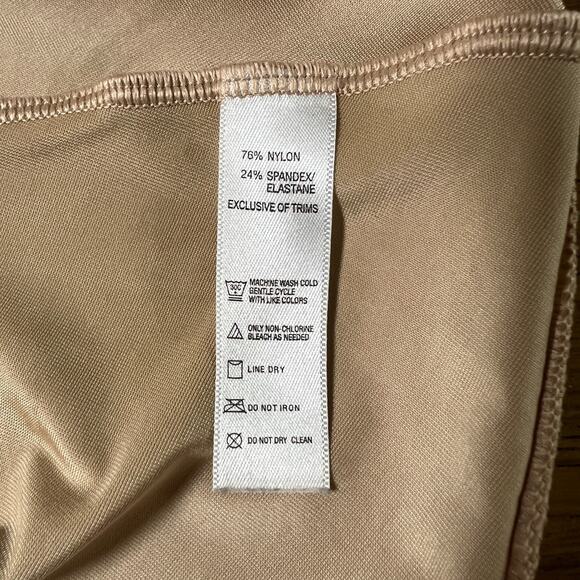 76% NYLON
24% SPANDEX/
ELASTANE
EXCLUSIVE OF TRIMS
30C
MACHINE WASH COLD
GENTLE CYCLE
WITH LIKE COLORS
ONLY NON-CHLORINE
BLEACH AS NEEDED
LINE DRY
DO NOT IRON
DO NOT DRY CLEAN